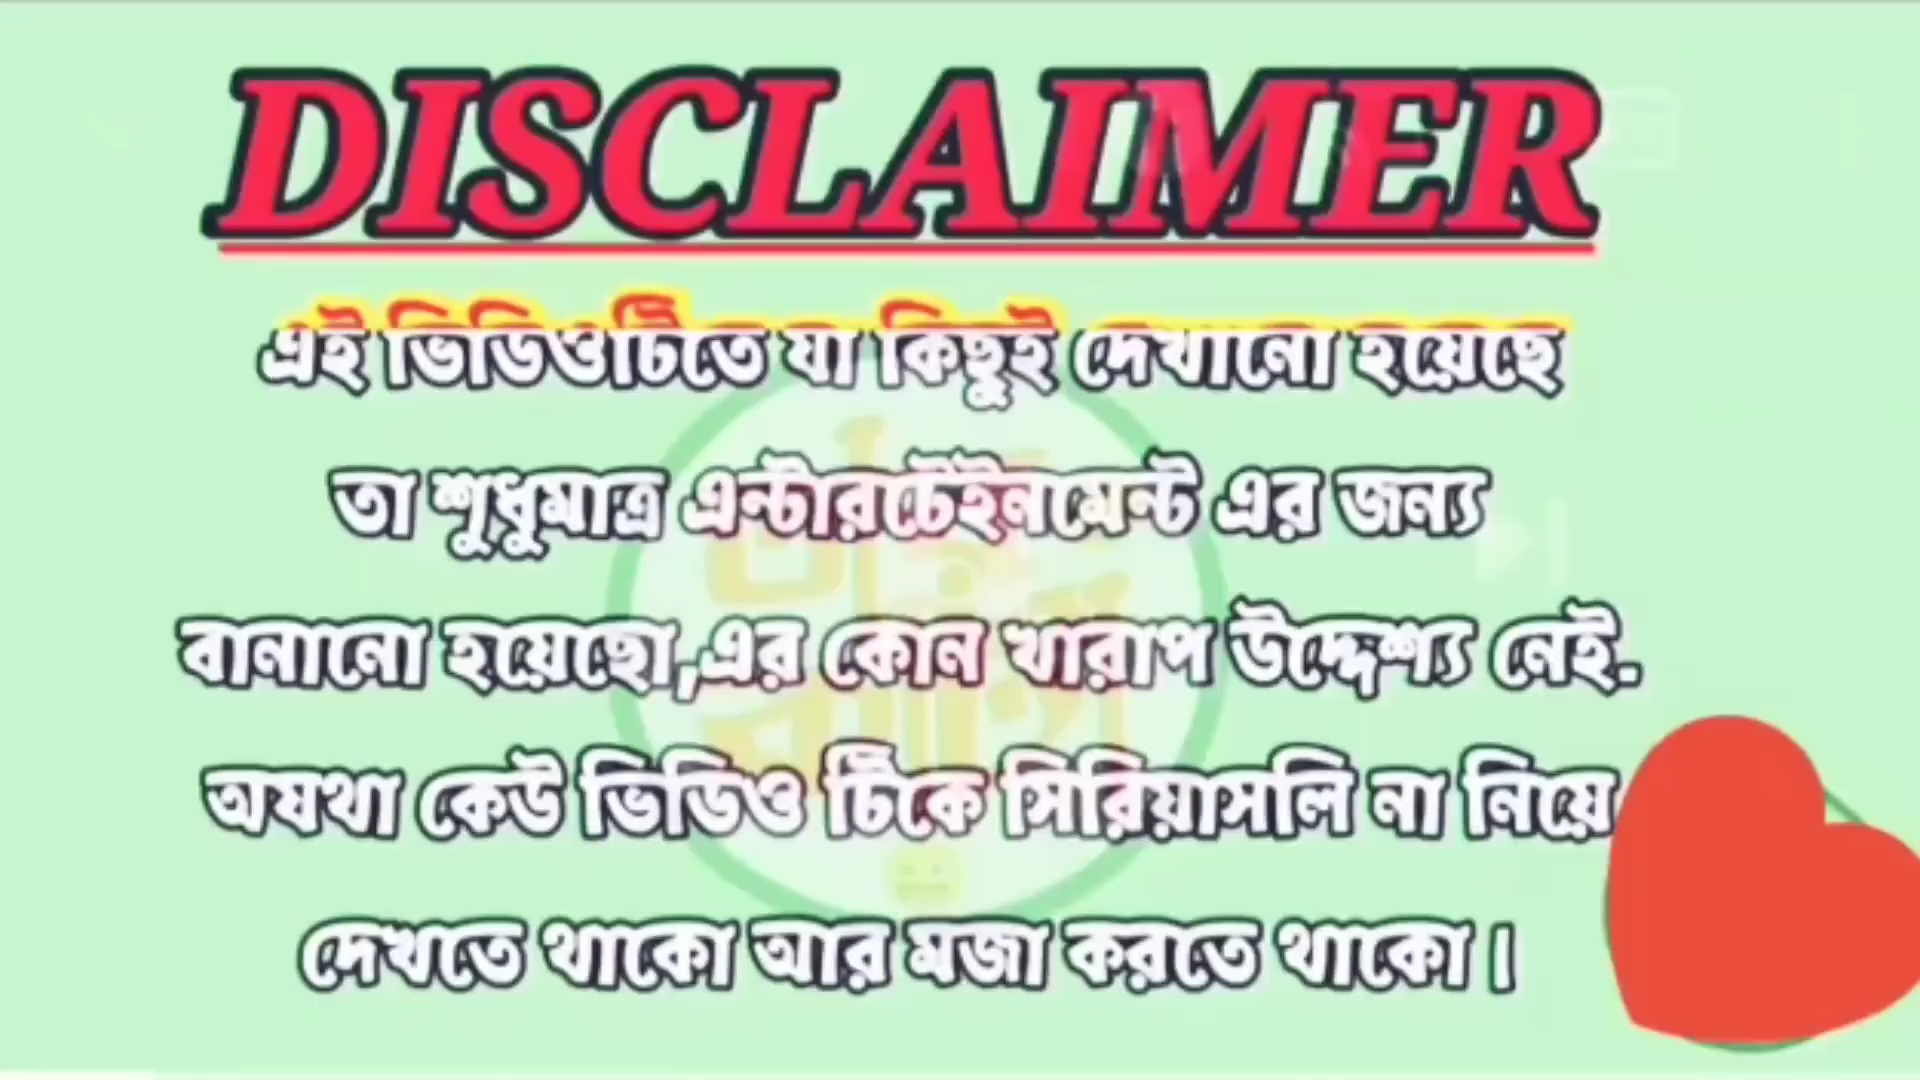 DISCLAIMER
এই ভিডিওটিতে যা কিছুই দেখানো হয়েছে
তা শুধুমাত্র এন্টারটেইনমেন্ট এর জন্য
বানানো হয়েছো,এর কোন খারাপ উদ্দেশ্য নেই.
অযথা কেউ ভিডিও টিকে সিরিয়াসলি না নিয়ে
দেখতে থাকো আর মজা করতে থাকো।